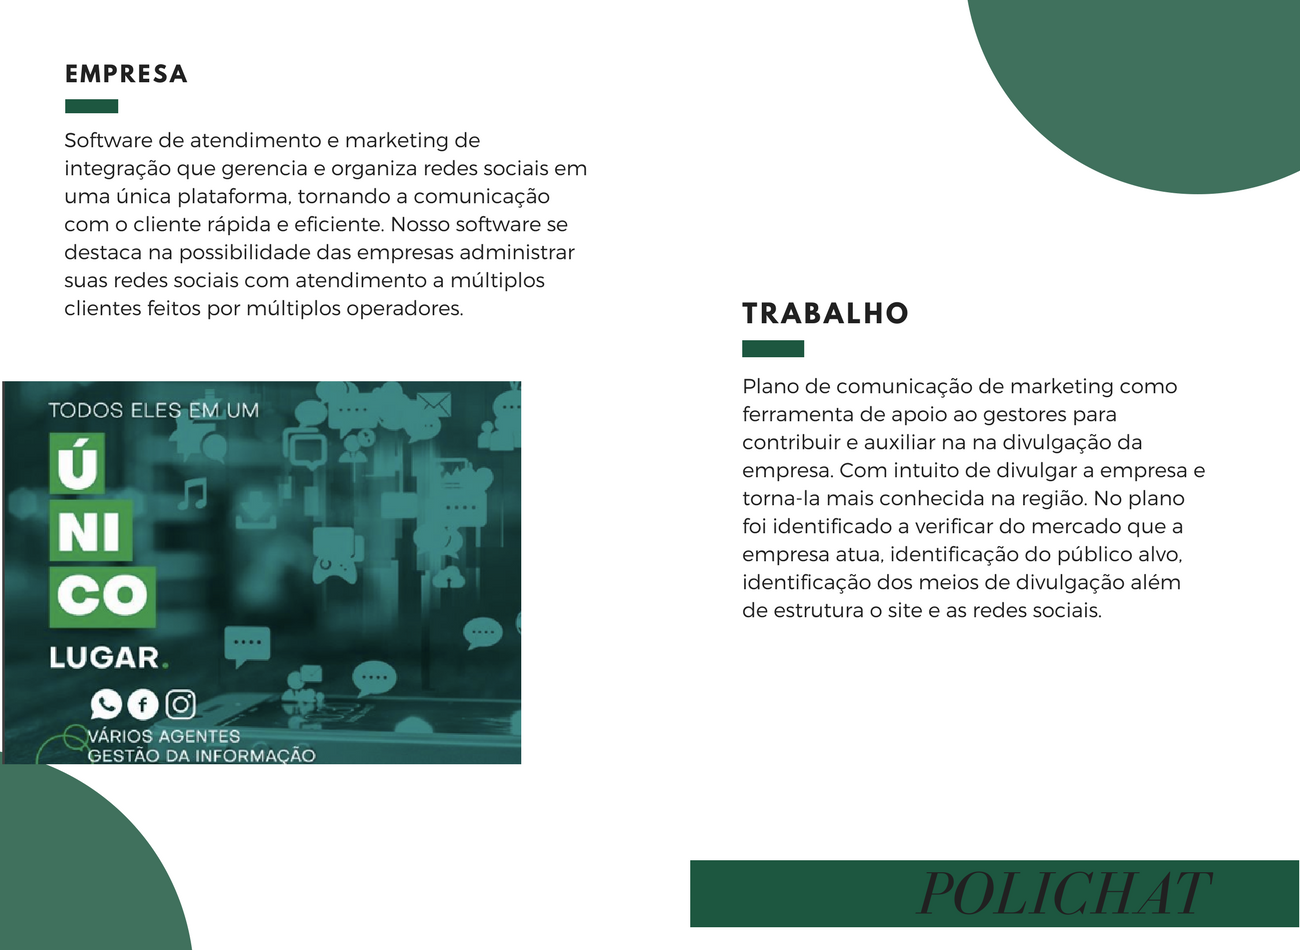 EMPRESA
Software de atendimento e marketing de
integração que gerencia e organiza redes sociais em
uma única plataforma, tornando a comunicação
com o cliente rápida e eficiente. Nosso software se
destaca na possibilidade das empresas administrar
suas redes sociais com atendimento a múltiplos
clientes feitos por múltiplos operadores.
TODOS ELES EM UM
Ú
NI
CO
LUGAR.
VÁRIOS AGENTES
GESTÃO DA INFORMAÇÃO
TRABALHO
Plano de comunicação de marketing como
ferramenta de apoio ao gestores para
contribuir e auxiliar na na divulgação da
empresa. Com intuito de divulgar a empresa e
torna-la mais conhecida na região. No plano
foi identificado a verificar do mercado que a
empresa atua, identificação do público alvo,
identificação dos meios de divulgação além
de estrutura o site e as redes sociais.
POLICHAT